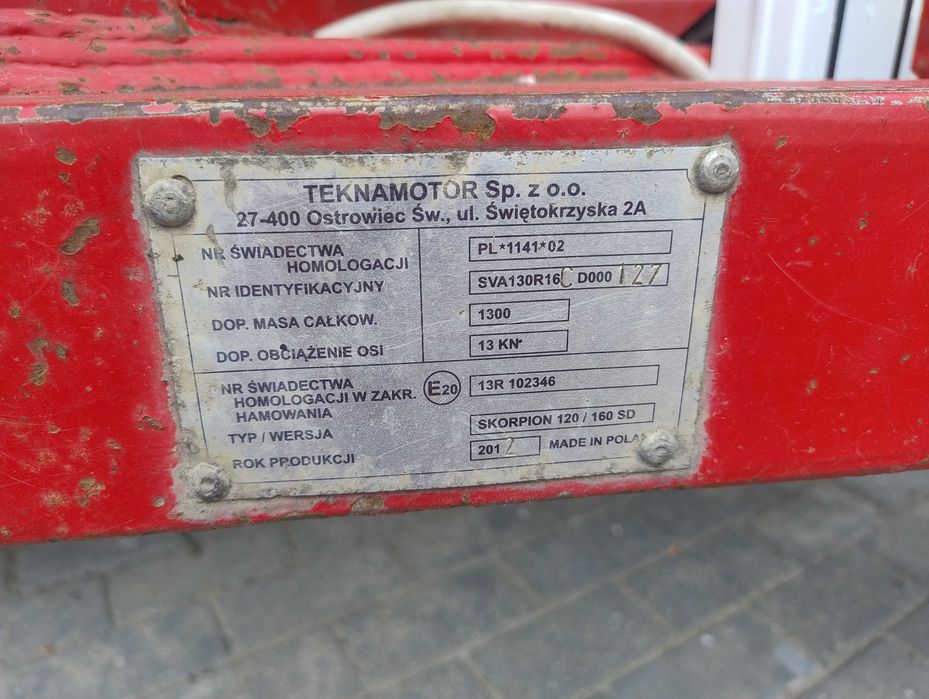 TEKNAMOTOR Sp. z o.o.
27-400 Ostrowiec Św., ul. Świętokrzyska 2A
NR ŚWIADECTWA HOMOLOGACJI PL*1141*02
NR IDENTYFIKACYJNY SVA130R16CD000127
DOP. MASA CAŁKOW. 1300
DOP. OBCIĄŻENIE OSI 13 KN
NR ŚWIADECTWA HOMOLOGACJI W ZAKR. HAMOWANIA E20 13R 102346
TYP / WERSJA SKORPION 120 / 160 SD
ROK PRODUKCJI 2012 MADE IN POLAND